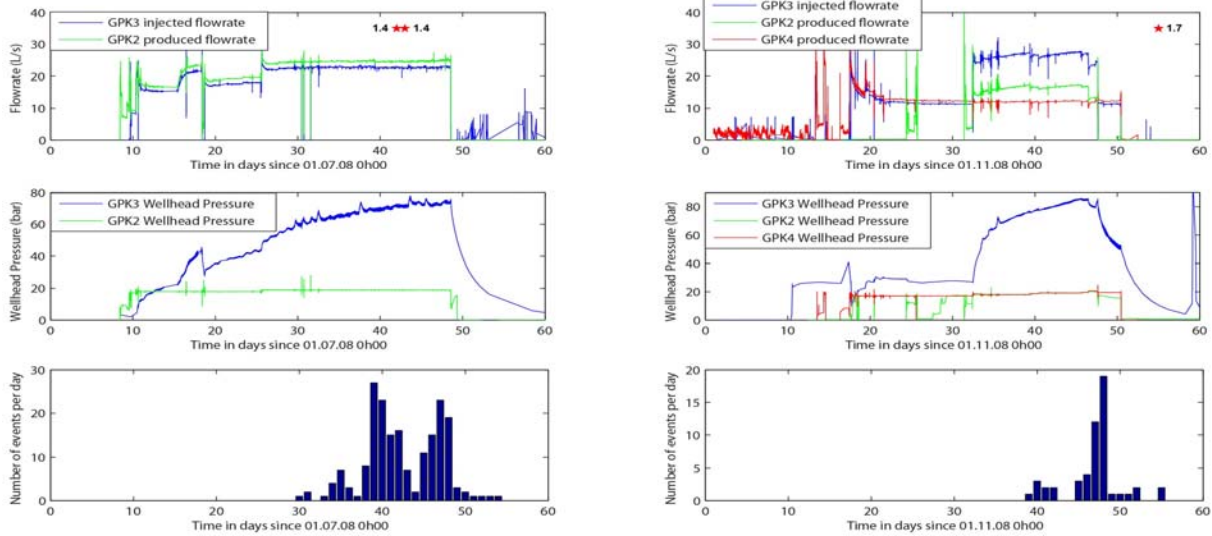 GPK3 injected flowrate
GPK2 produced flowrate
1.4 ★★ 1.4
Flowrate (L/s)
40
30
20
10
0
0 10 20 30 40 50 60
Time in days since 01.07.08 0h00
GPK3 Wellhead Pressure
GPK2 Wellhead Pressure
Wellhead Pressure (bar)
80
60
40
20
0
0 10 20 30 40 50 60
Time in days since 01.07.08 0h00
Number of events per day
30
20
10
0
0 10 20 30 40 50 60
Time in days since 01.07.08 0h00
GPK3 injected flowrate
GPK2 produced flowrate
GPK4 produced flowrate
★ 1.7
Flowrate (L/s)
40
30
20
10
0
0 10 20 30 40 50 60
Time in days since 01.11.08 0h00
GPK3 Wellhead Pressure
GPK2 Wellhead Pressure
GPK4 Wellhead Pressure
Wellhead Pressure (bar)
80
60
40
20
0
0 10 20 30 40 50 60
Time in days since 01.11.08 0h00
Number of events per day
20
15
10
5
0
0 10 20 30 40 50 60
Time in days since 01.11.08 0h00